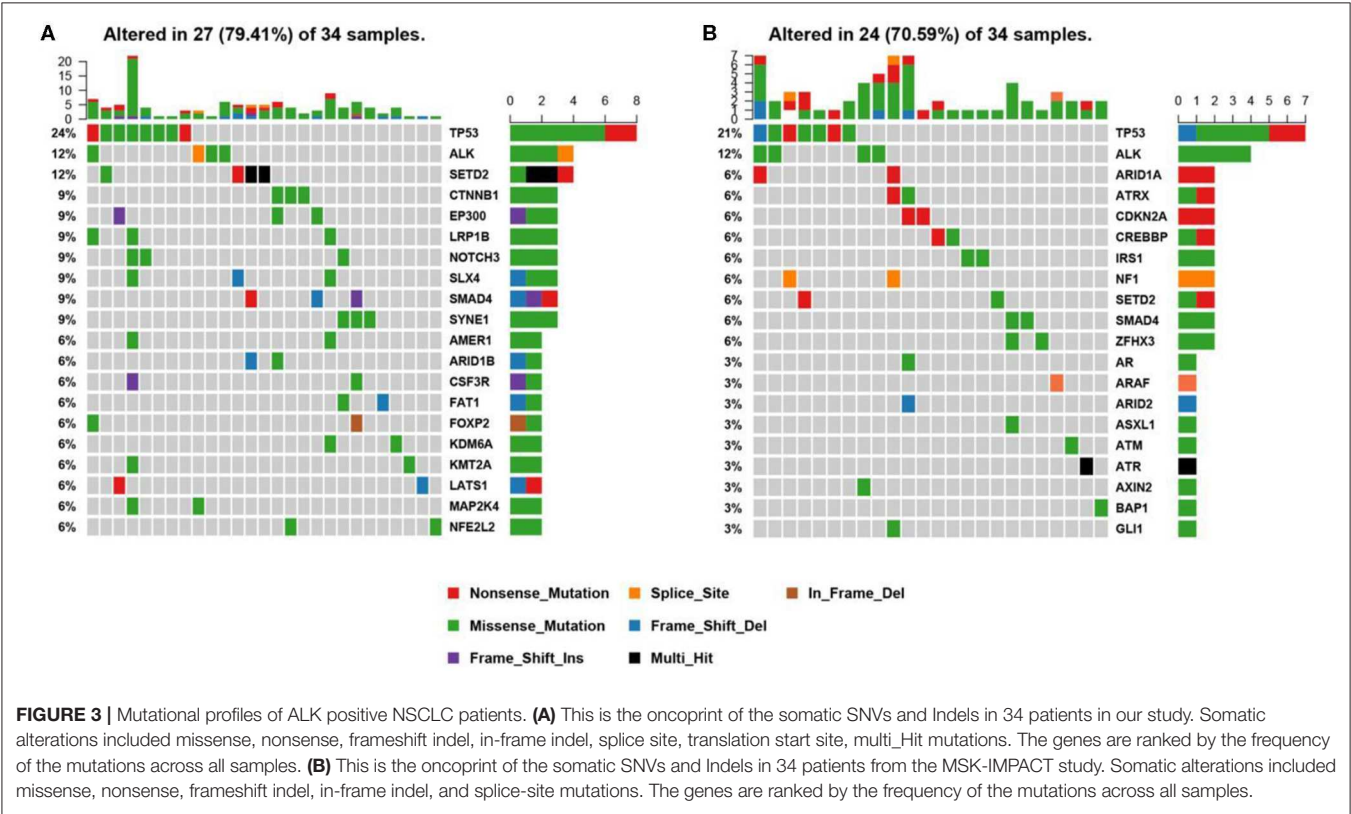 A
Altered in 27 (79.41%) of 34 samples.
20
15
10
5
0
0 2 4 6 8
24% TP53
12% ALK
12% SETD2
9% CTNNB1
9% EP300
9% LRP1B
9% NOTCH3
9% SLX4
9% SMAD4
9% SYNE1
6% AMER1
6% ARID1B
6% CSF3R
6% FAT1
6% FOXP2
6% KDM6A
6% KMT2A
6% LATS1
6% MAP2K4
6% NFE2L2
B
Altered in 24 (70.59%) of 34 samples.
7
6
5
4
3
2
1
0
0 1 2 3 4 5 6 7
21% TP53
12% ALK
6% ARID1A
6% ATRX
6% CDKN2A
6% CREBBP
6% IRS1
6% NF1
6% SETD2
6% SMAD4
6% ZFHX3
3% AR
3% ARAF
3% ARID2
3% ASXL1
3% ATM
3% ATR
3% AXIN2
3% BAP1
3% GLI1
Nonsense_Mutation Splice_Site In_Frame_Del
Missense_Mutation Frame_Shift_Del
Frame_Shift_Ins Multi_Hit
FIGURE 3 | Mutational profiles of ALK positive NSCLC patients. (A) This is the oncoprint of the somatic SNVs and Indels in 34 patients in our study. Somatic
alterations included missense, nonsense, frameshift indel, in-frame indel, splice site, translation start site, multi_Hit mutations. The genes are ranked by the frequency
of the mutations across all samples. (B) This is the oncoprint of the somatic SNVs and Indels in 34 patients from the MSK-IMPACT study. Somatic alterations included
missense, nonsense, frameshift indel, in-frame indel, and splice-site mutations. The genes are ranked by the frequency of the mutations across all samples.